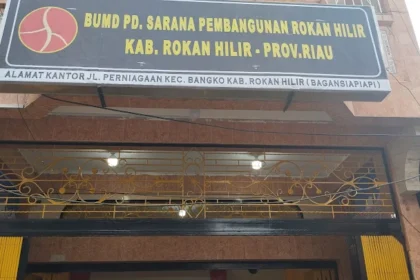 BUMD PD. SARANA PEMBANGUNAN ROKAN HILIR
KAB. ROKAN HILIR - PROV.RIAU
ALAMAT KANTOR JL. PERNIAGAAN KEC. BANGKO KAB. ROKAN HILIR ( BAGANSIAPIAPI )